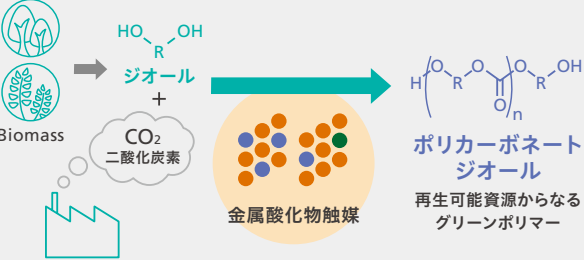 Biomass
HO OH
R
ジオール
+
CO2
二酸化炭素
金属酸化物触媒
H O R O O R OH
O
n
ポリカーボネート
ジオール
再生可能資源からなる
グリーンポリマー